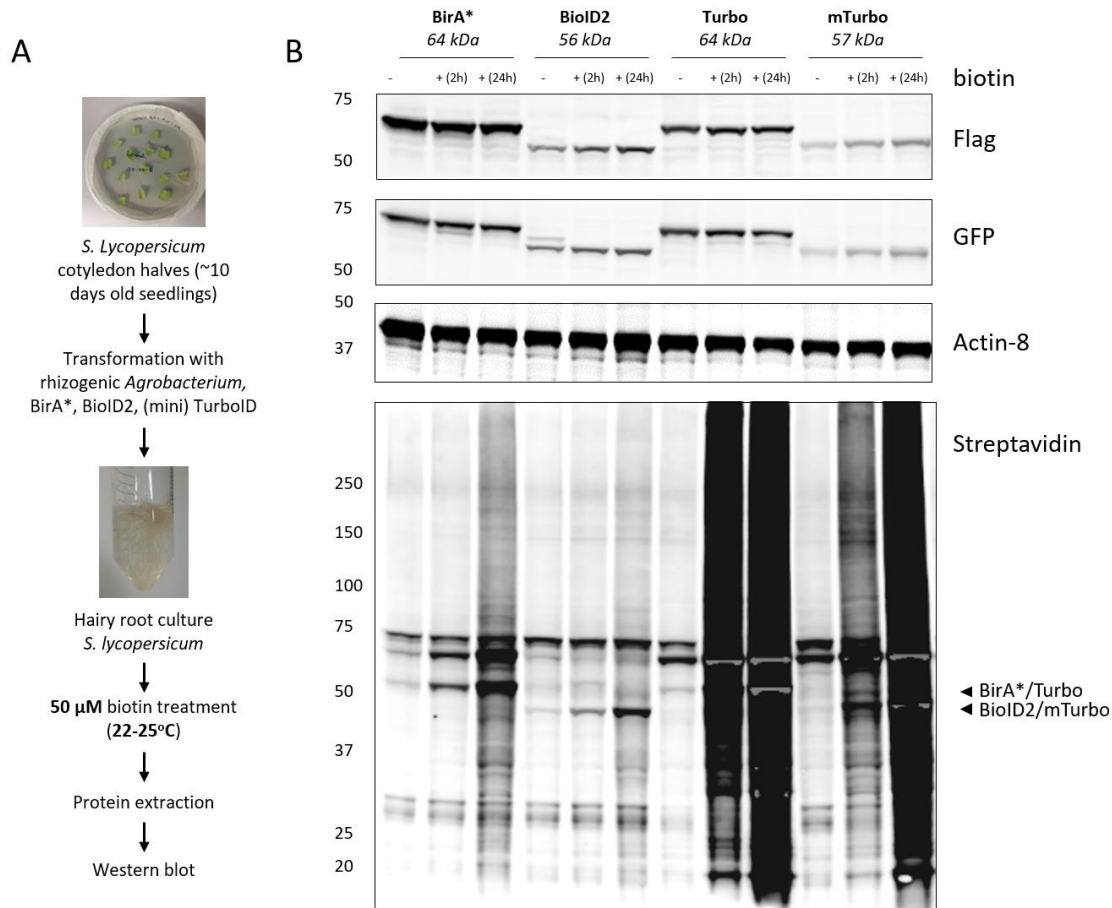 A
S. Lycopersicum
cotyledon halves (~10
days old seedlings)
Transformation with
rhizogenic Agrobacterium,
BirA*, BioID2, (mini) TurboID
Hairy root culture
S. lycopersicum
50 µM biotin treatment
(22-25°C)
Protein extraction
Western blot
B
BirA* BioID2 Turbo mTurbo
64 kDa 56 kDa 64 kDa 57 kDa
- + (2h) + (24h) - + (2h) + (24h) - + (2h) + (24h) - + (2h) + (24h) biotin
75
Flag
50
75
GFP
50
50
Actin-8
37
Streptavidin
250
150
100
75
50
BirA*/Turbo
BioID2/mTurbo
37
25
20